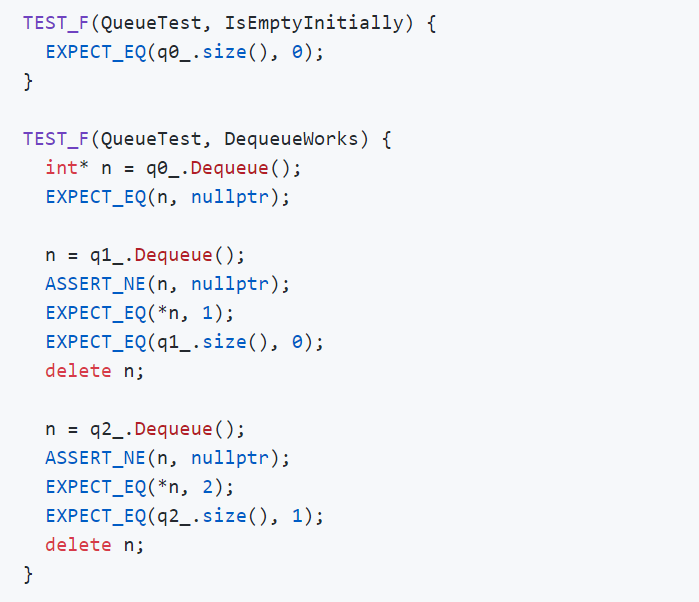 TEST_F(QueueTest, IsEmptyInitially) {
  EXPECT_EQ(q0_.size(), 0);
}

TEST_F(QueueTest, DequeueWorks) {
  int* n = q0_.Dequeue();
  EXPECT_EQ(n, nullptr);

  n = q1_.Dequeue();
  ASSERT_NE(n, nullptr);
  EXPECT_EQ(*n, 1);
  EXPECT_EQ(q1_.size(), 0);
  delete n;

  n = q2_.Dequeue();
  ASSERT_NE(n, nullptr);
  EXPECT_EQ(*n, 2);
  EXPECT_EQ(q2_.size(), 1);
  delete n;
}